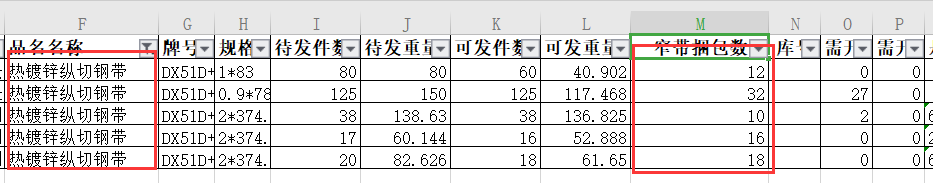 F G H I J K L M N O P
品名名称 牌号 规格 待发件数 待发重量 可发件数 可发重量 窄带捆包数 库 需开 需
热镀锌纵切钢带 DX51D+ 1*83 80 80 60 40.902 12 0 0
热镀锌纵切钢带 DX51D+ 0.9*78 125 150 125 117.468 32 27 0
热镀锌纵切钢带 DX51D+ 2*374. 38 138.63 38 136.825 10 2 0 6
热镀锌纵切钢带 DX51D+ 2*374. 17 60.144 16 52.888 16 0 0 2
热镀锌纵切钢带 DX51D+ 2*374. 20 82.626 18 61.65 18 0 0 6